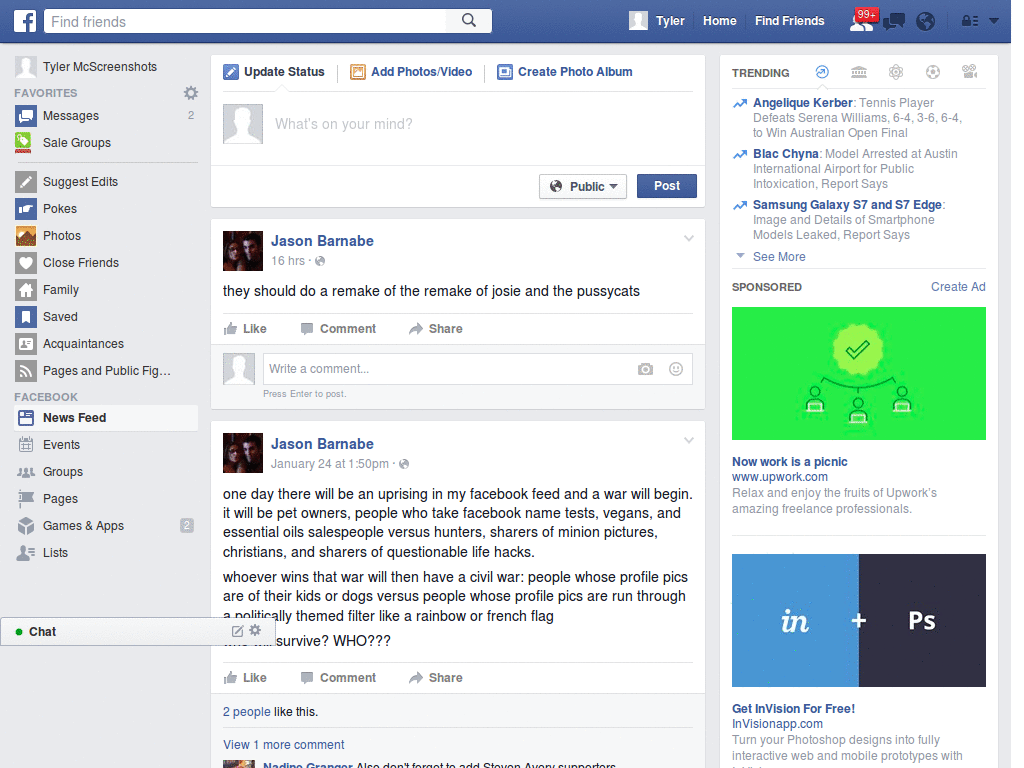 f
Find friends
Tyler
Home
Find Friends
99+
Tyler McScreenshots
FAVORITES
Messages
2
Sale Groups
Suggest Edits
Pokes
Photos
Close Friends
Family
Saved
Acquaintances
Pages and Public Fig...
FACEBOOK
News Feed
Events
Groups
Pages
Games & Apps
2
Lists
Chat
Update Status
Add Photos/Video
Create Photo Album
What's on your mind?
Public
Post
Jason Barnabe
16 hrs ·
they should do a remake of the remake of josie and the pussycats
Like
Comment
Share
Write a comment...
Press Enter to post.
Jason Barnabe
January 24 at 1:50pm ·
one day there will be an uprising in my facebook feed and a war will begin.
it will be pet owners, people who take facebook name tests, vegans, and
essential oils salespeople versus hunters, sharers of minion pictures,
christians, and sharers of questionable life hacks.
whoever wins that war will then have a civil war: people whose profile pics
are of their kids or dogs versus people whose profile pics are run through
a politically themed filter like a rainbow or french flag
survive? WHO???
Like
Comment
Share
2 people like this.
View 1 more comment
Nadine Granger Also don't forget to add Steven Avery supporters
TRENDING
Angelique Kerber: Tennis Player
Defeats Serena Williams, 6-4, 3-6, 6-4,
to Win Australian Open Final
Blac Chyna: Model Arrested at Austin
International Airport for Public
Intoxication, Report Says
Samsung Galaxy S7 and S7 Edge:
Image and Details of Smartphone
Models Leaked, Report Says
See More
SPONSORED
Create Ad
Now work is a picnic
www.upwork.com
Relax and enjoy the fruits of Upwork's
amazing freelance professionals.
in + Ps
Get InVision For Free!
InVisionapp.com
Turn your Photoshop designs into fully
interactive web and mobile prototypes with